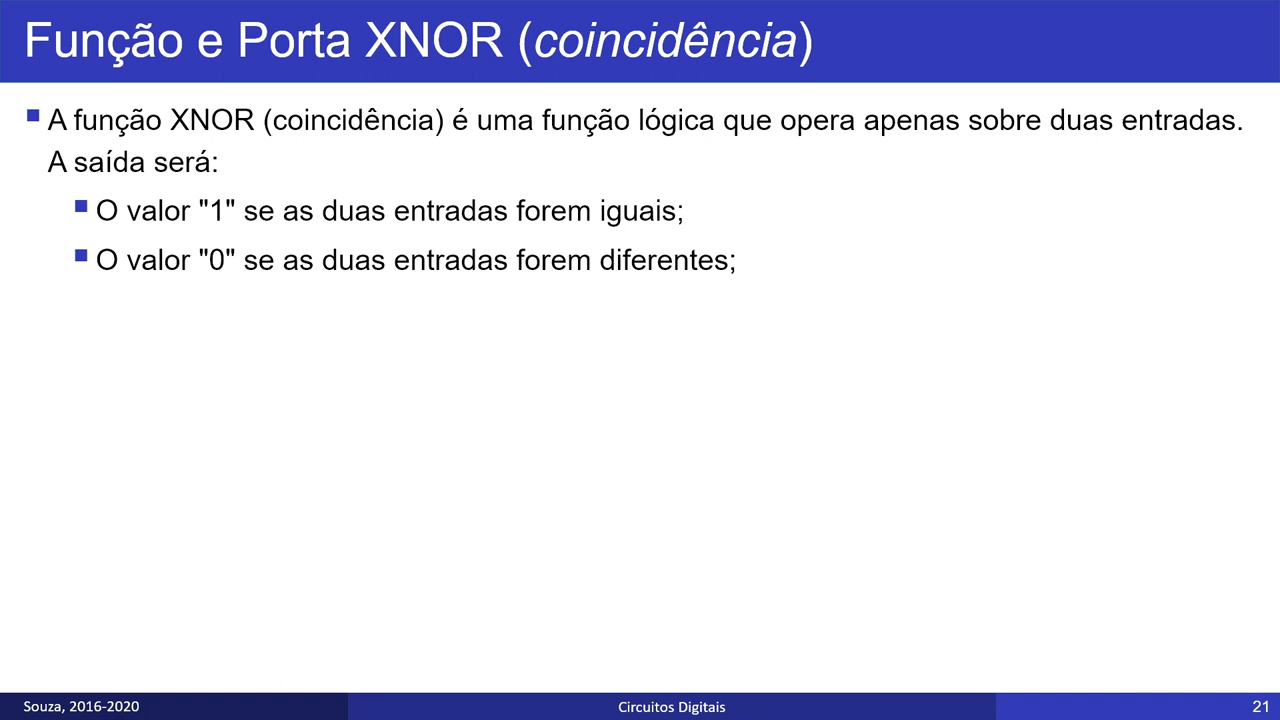 Função e Porta XNOR (coincidência)
A função XNOR (coincidência) é uma função lógica que opera apenas sobre duas entradas.
A saída será:
O valor "1" se as duas entradas forem iguais;
O valor "0" se as duas entradas forem diferentes;
Souza, 2016-2020
Circuitos Digitais
21